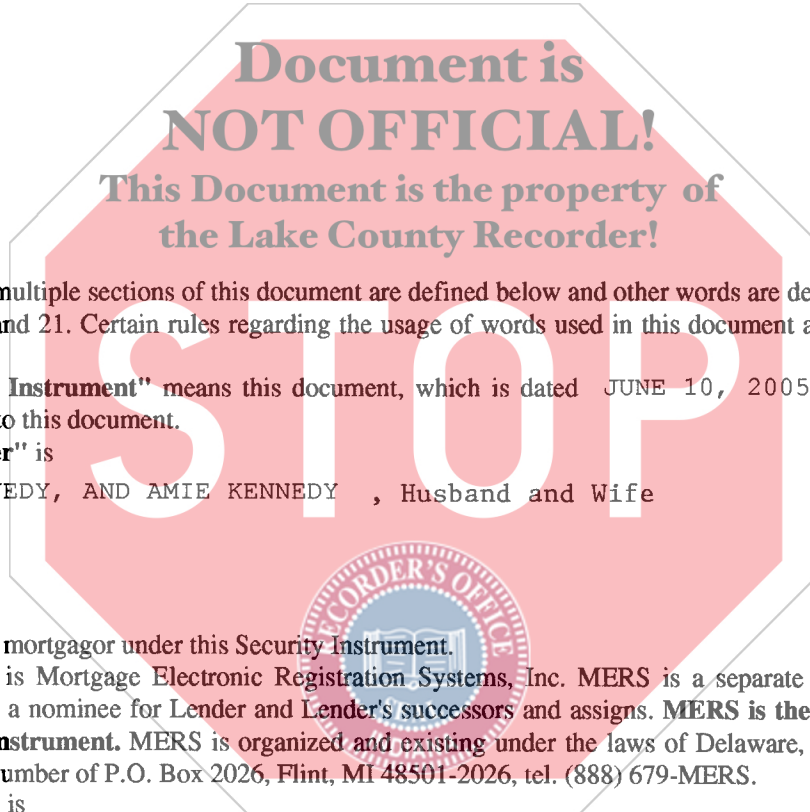 Document is
NOT OFFICIAL!
This Document is the property of
the Lake County Recorder!
multiple sections of this document are defined below and other words are de
nd 21. Certain rules regarding the usage of words used in this document a
Instrument" means this document, which is dated JUNE 10, 2005
to this document.
er" is
EDY, AND AMIE KENNEDY , Husband and Wife
STOP
RECORDER'S OFFICE
mortgagor under this Security Instrument.
is Mortgage Electronic Registration Systems, Inc. MERS is a separate
a nominee for Lender and Lender's successors and assigns. MERS is the
nstrument. MERS is organized and existing under the laws of Delaware,
umber of P.O. Box 2026, Flint, MI 48501-2026, tel. (888) 679-MERS.
is